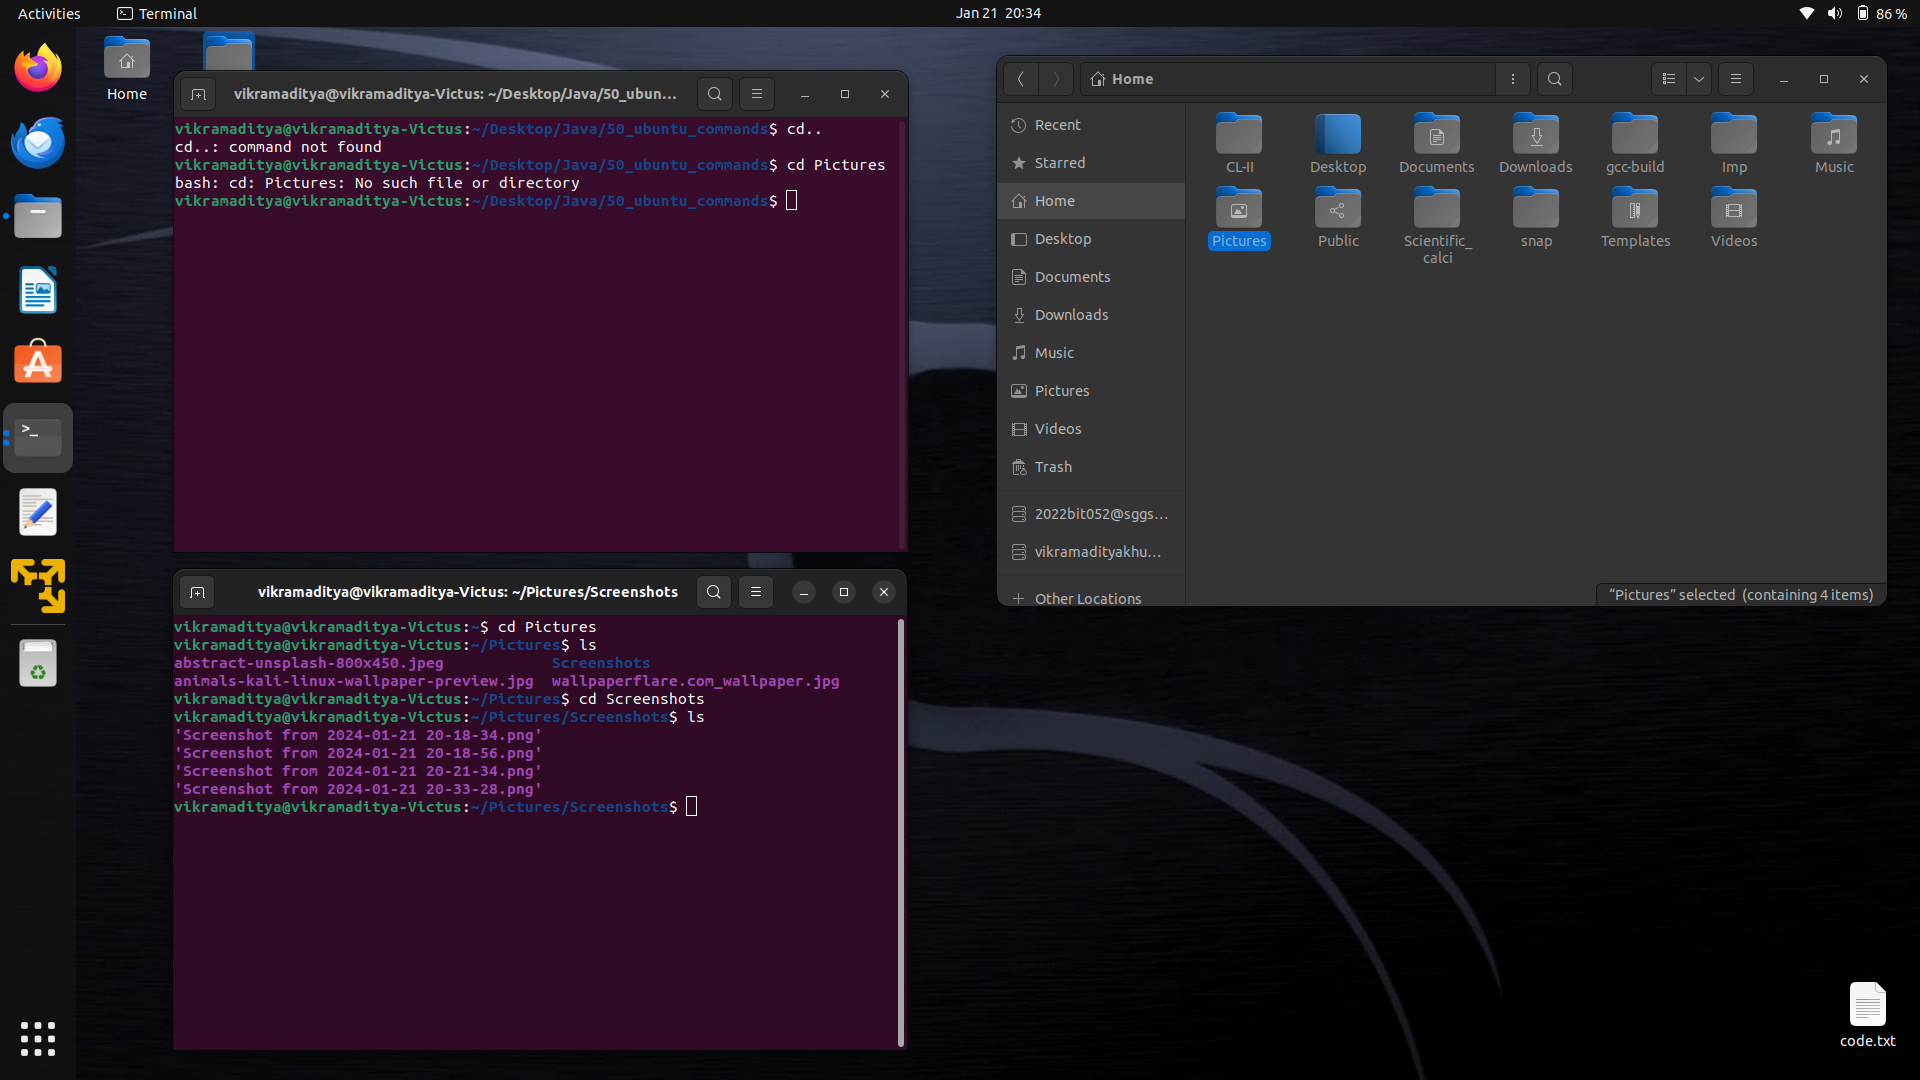 Activities
Terminal
Jan 21 20:34
86 %
Home
vikramaditya@vikramaditya-Victus: ~/Desktop/Java/50_ubun...
vikramaditya@vikramaditya-Victus:~/Desktop/Java/50_ubuntu_commands$ cd..
cd..: command not found
vikramaditya@vikramaditya-Victus:~/Desktop/Java/50_ubuntu_commands$ cd Pictures
bash: cd: Pictures: No such file or directory
vikramaditya@vikramaditya-Victus:~/Desktop/Java/50_ubuntu_commands$
vikramaditya@vikramaditya-Victus: ~/Pictures/Screenshots
vikramaditya@vikramaditya-Victus:~$ cd Pictures
vikramaditya@vikramaditya-Victus:~/Pictures$ ls
abstract-unsplash-800x450.jpeg Screenshots
animals-kali-linux-wallpaper-preview.jpg wallpaperflare.com_wallpaper.jpg
vikramaditya@vikramaditya-Victus:~/Pictures$ cd Screenshots
vikramaditya@vikramaditya-Victus:~/Pictures/Screenshots$ ls
'Screenshot from 2024-01-21 20-18-34.png'
'Screenshot from 2024-01-21 20-18-56.png'
'Screenshot from 2024-01-21 20-21-34.png'
'Screenshot from 2024-01-21 20-33-28.png'
vikramaditya@vikramaditya-Victus:~/Pictures/Screenshots$
Home
Recent
Starred
Home
Desktop
Documents
Downloads
Music
Pictures
Videos
Trash
2022bit052@sggs...
vikramadityakhu...
Other Locations
CL-II
Desktop
Documents
Downloads
gcc-build
Imp
Music
Pictures
Public
Scientific_
calci
snap
Templates
Videos
“Pictures” selected (containing 4 items)
code.txt